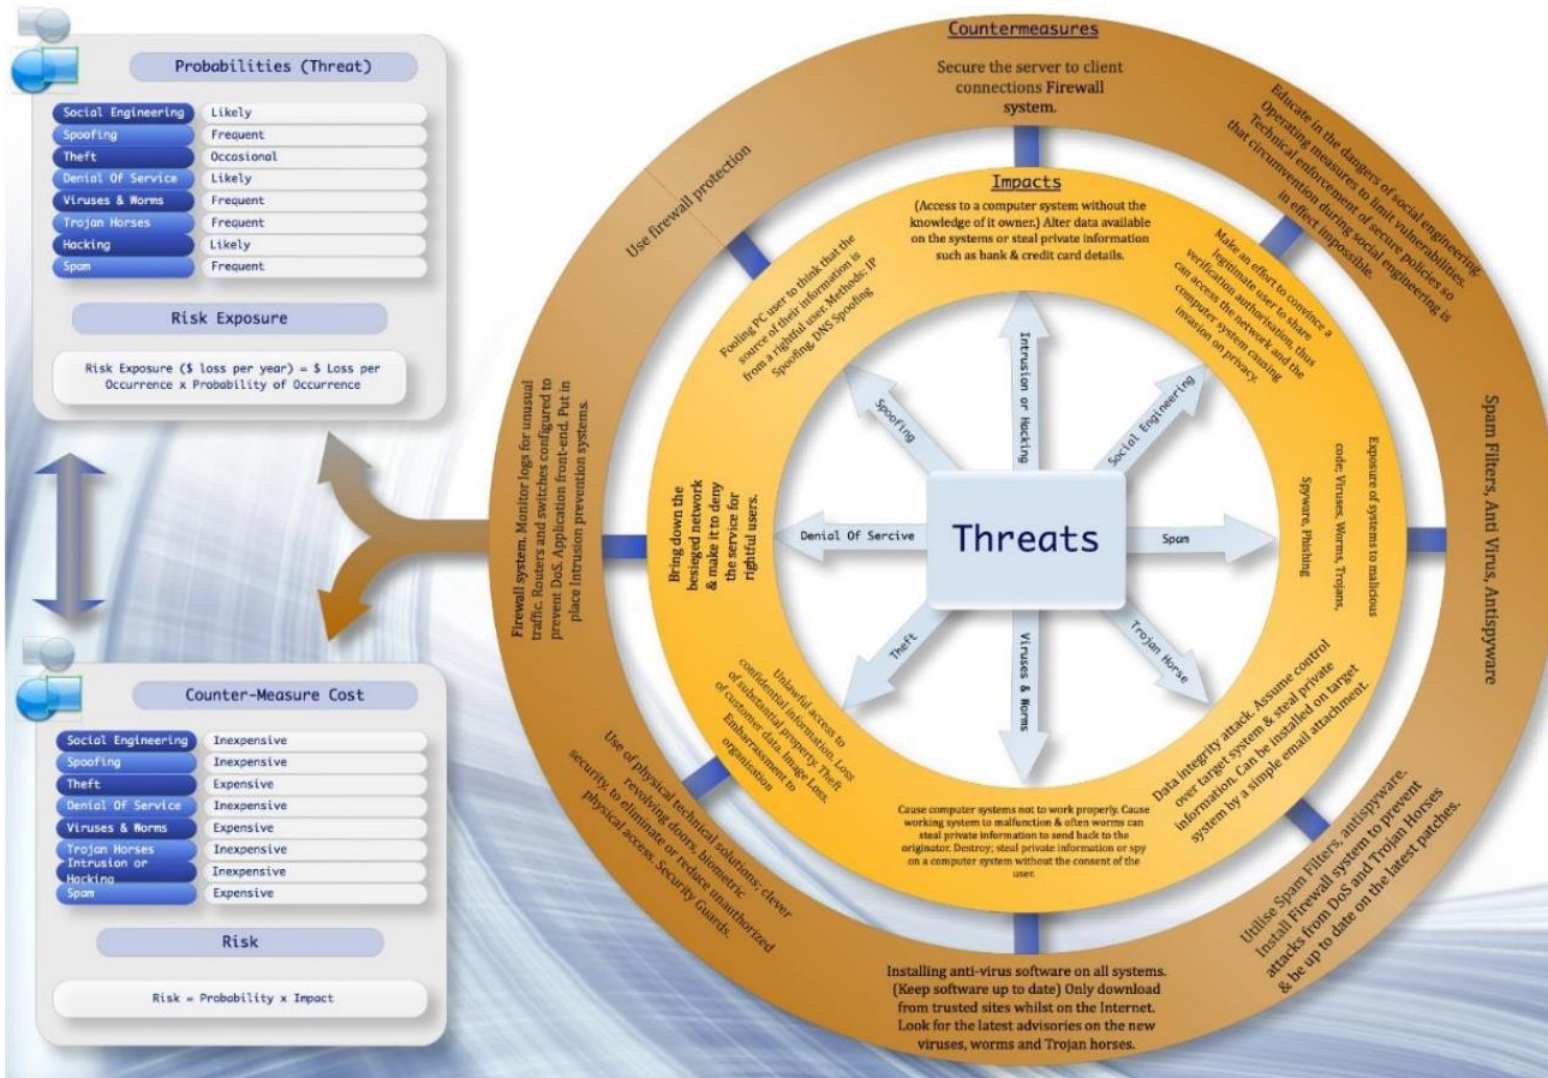 Probabilities (Threat)
Social Engineering Likely
Spoofing Frequent
Theft Occasional
Denial Of Service Likely
Viruses & Worms Frequent
Trojan Horses Frequent
Hacking Likely
Spam Frequent
Risk Exposure
Risk Exposure ($ loss per year) = $ Loss per
Occurrence x Probability of Occurrence
Counter-Measure Cost
Social Engineering Inexpensive
Spoofing Inexpensive
Theft Expensive
Denial Of Service Inexpensive
Viruses & Worms Expensive
Trojan Horses Inexpensive
Intrusion or
Hacking Inexpensive
Spam Expensive
Risk
Risk = Probability x Impact
Countermeasures
Secure the server to client
connections Firewall
system.
Educate in the dangers of social engineering.
Operating measures to limit vulnerabilities.
Technical enforcement of secure policies so
that circumvention during social engineering is
in effect impossible.
Spam Filters, Anti Virus, Antispyware
Utilise Spam Filters, antispyware.
Install Firewall system to prevent
attacks from DoS and Trojan Horses
& be up to date on the latest patches.
Installing anti-virus software on all systems.
(Keep software up to date) Only download
from trusted sites whilst on the Internet.
Look for the latest advisories on the new
viruses, worms and Trojan horses.
Use of physical technical solutions- clever
revolving doors, biometric
security, to eliminate or reduce unauthorized
physical access. Security Guards.
Firewall system. Monitor logs for unusual
traffic. Routers and switches configured to
prevent DoS. Application front-end. Put in
place Intrusion prevention systems.
Use firewall protection
Impacts
(Access to a computer system without the
knowledge of it owner.) Alter data available
on the systems or steal private information
such as bank & credit card details.
Make an effort to convince a
legitimate user to share
verification authorisation, thus
can access the network and the
computer system causing
invasion on privacy.
Exposure of systems to malicious
code; Viruses, Worms, Trojans,
Spyware, Phishing
Data integrity attack. Assume control
over target system & steal private
information. Can be installed on target
system by a simple email attachment.
Cause computer systems not to work properly. Cause
working system to malfunction & often worms can
steal private information to send back to the
originator. Destroy; steal private information or spy
on a computer system without the consent of the
user.
Unlawful access to
confidential information. Loss
of substantial property. Theft
of customer data. Image Loss,
Embarrassment to
organisation
Bring down the
besieged network
& make it to deny
the service for
rightful users.
Fooling PC user to think that the
source of their information is
from a rightful user. Methods; IP
Spoofing, DNS Spoofing
Threats
Intrusion or Hacking
Social Engineering
Spam
Trojan Horse
Viruses & Worms
Theft
Denial Of Sercive
Spoofing